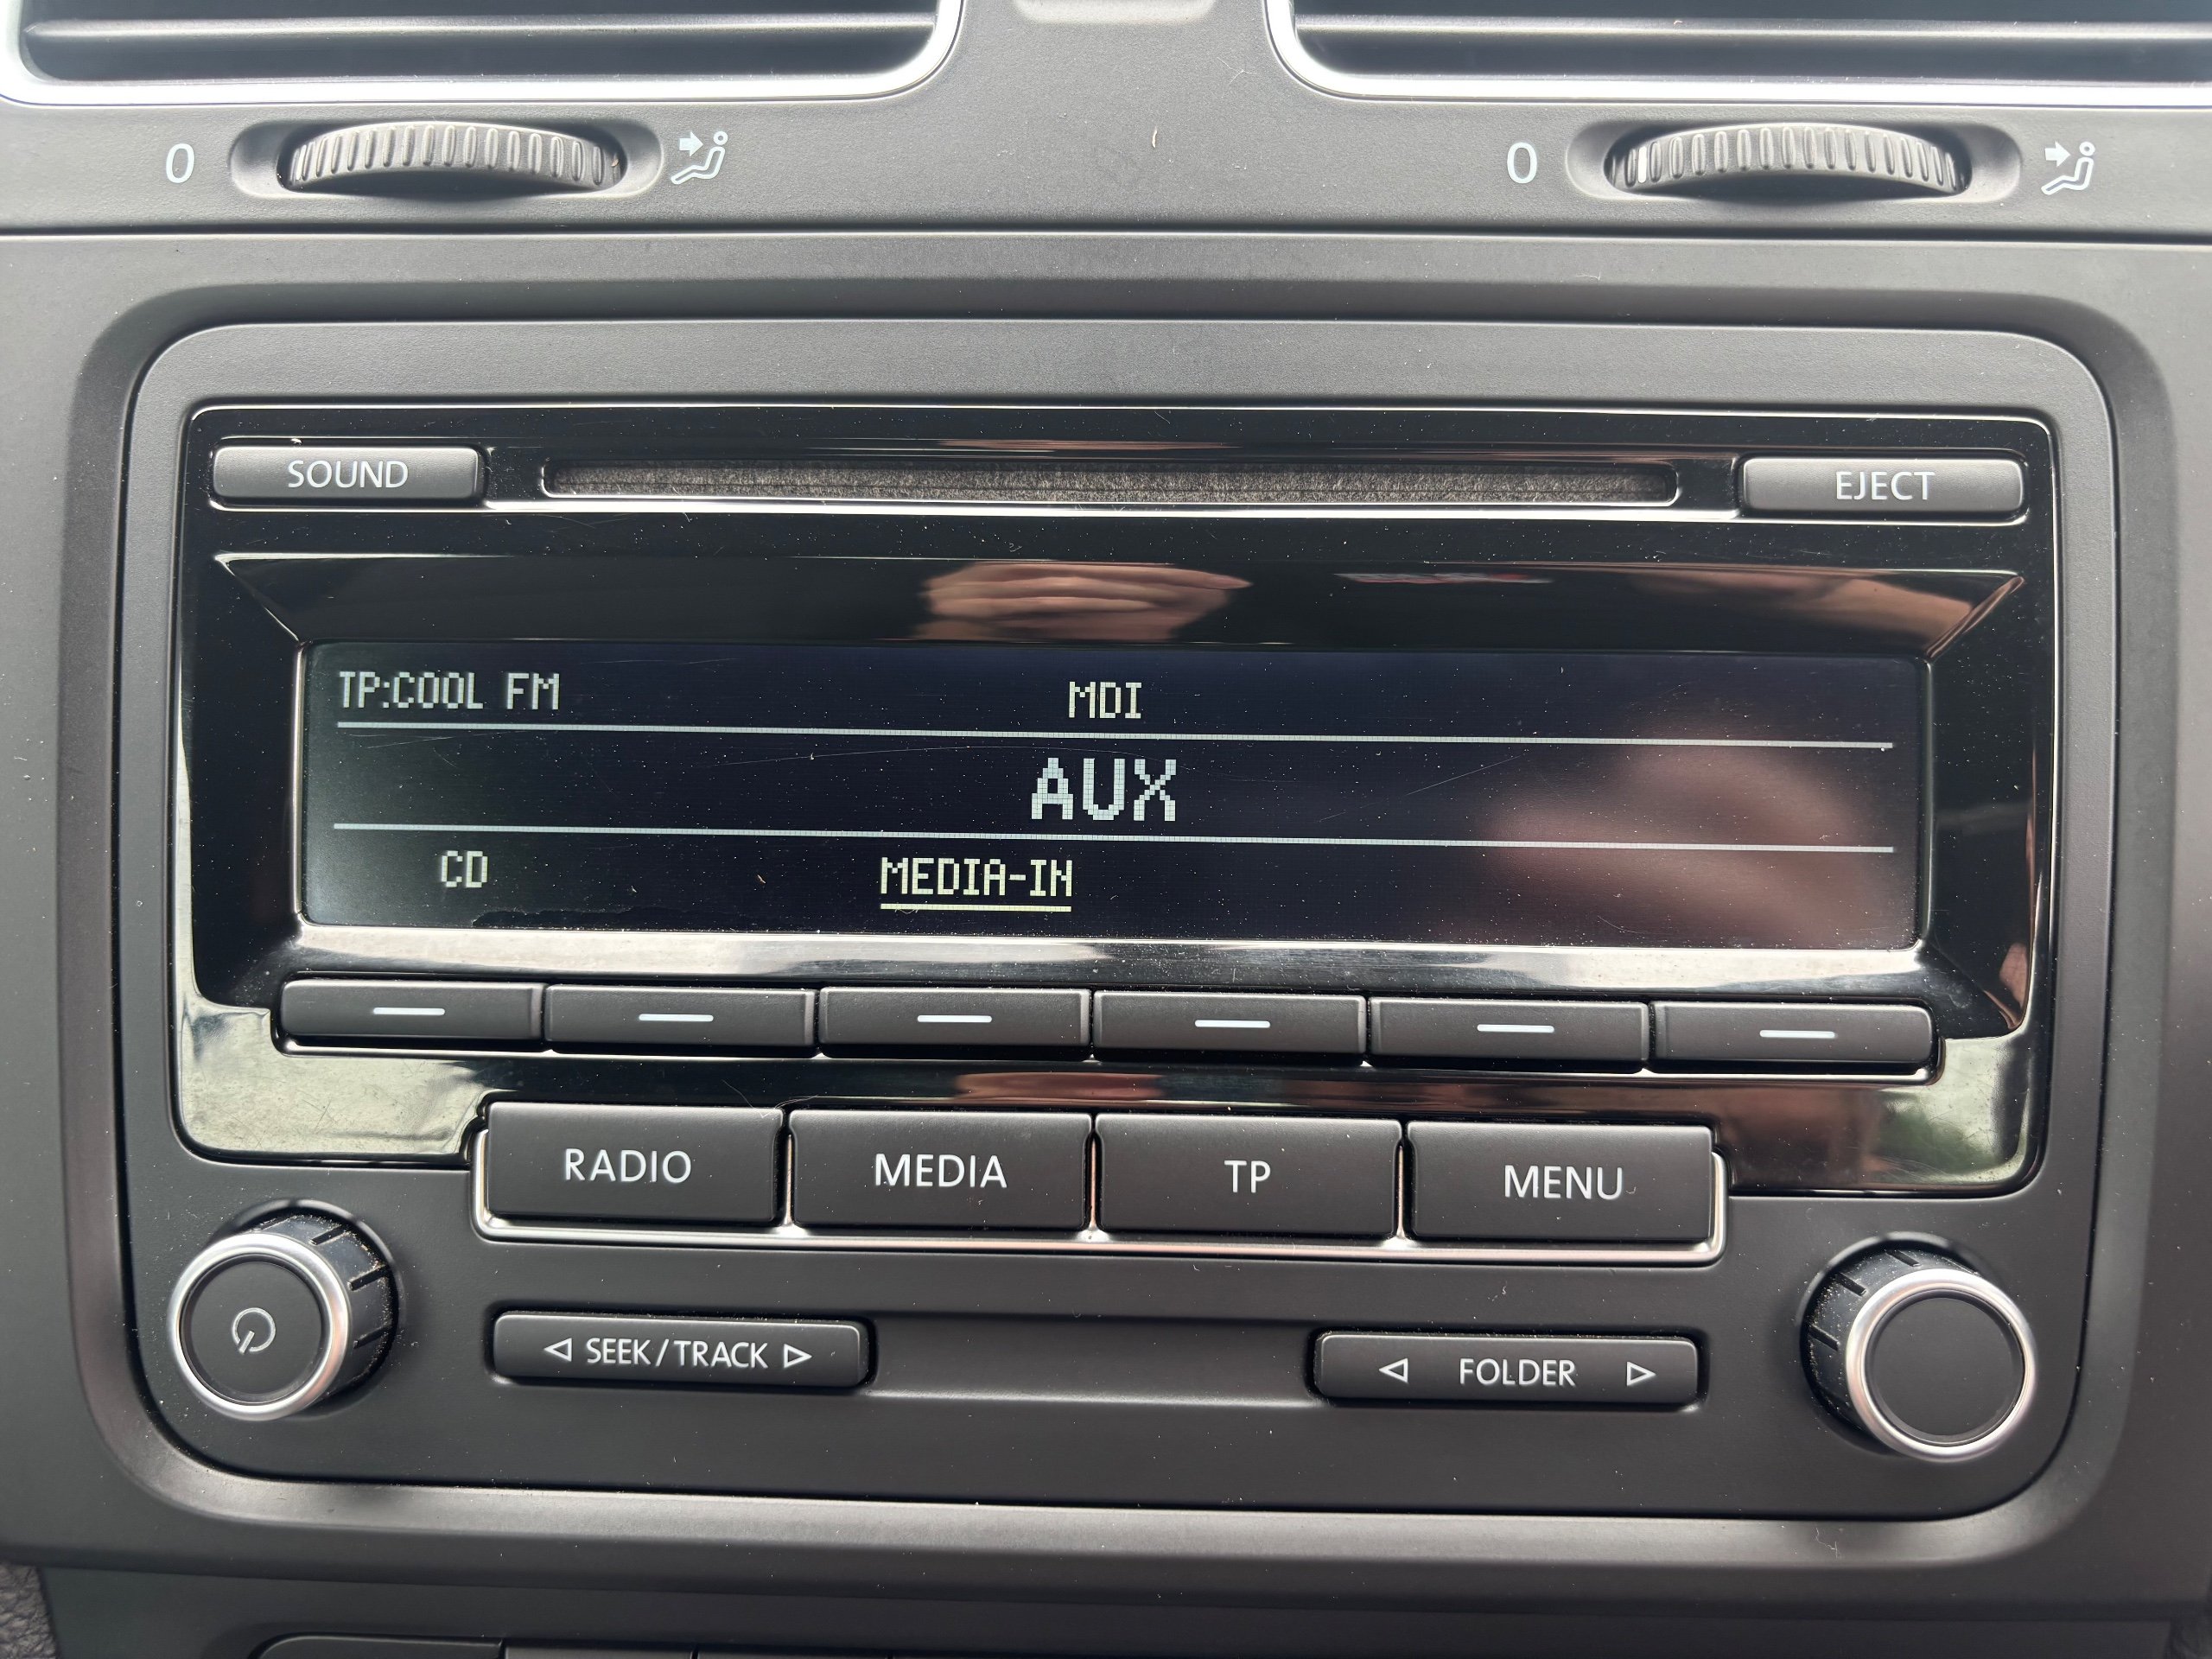 0 0
SOUND EJECT
TP:COOL FM MDI
AUX
CD MEDIA-IN
RADIO MEDIA TP MENU
SEEK/TRACK FOLDER